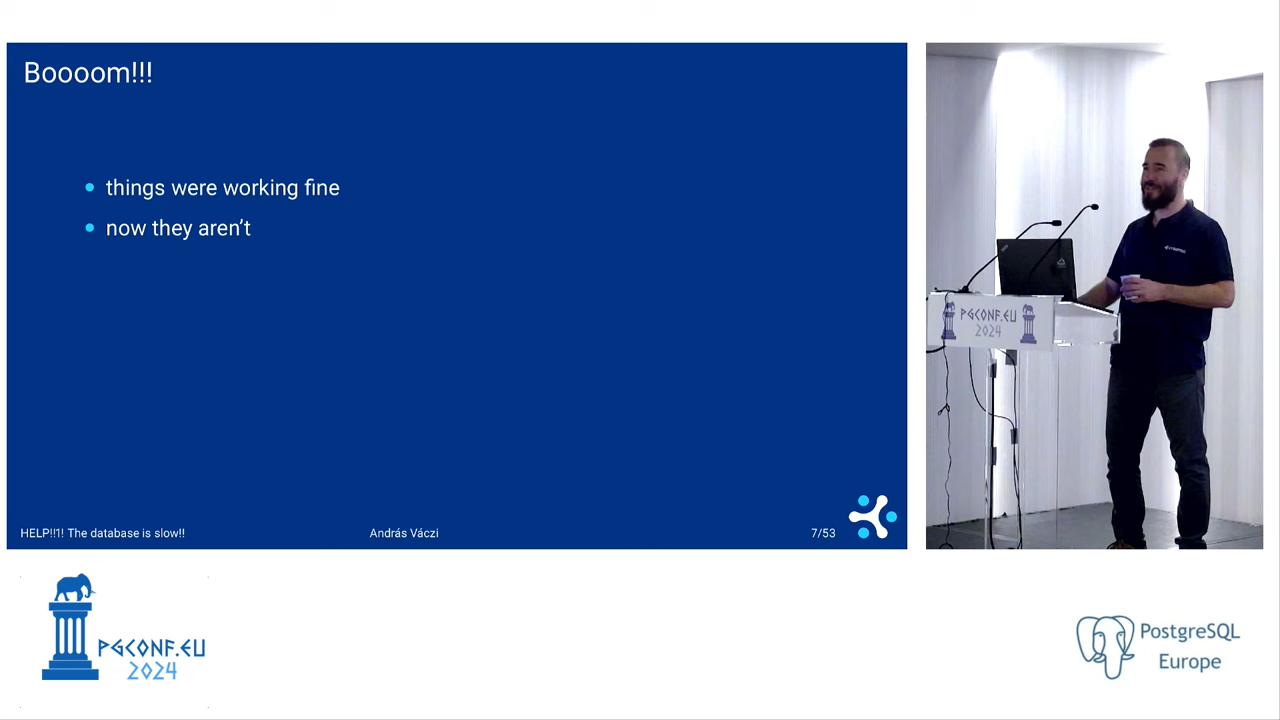 Boooom!!!
things were working fine
now they aren't
HELP!!1! The database is slow!!
András Váczi
7/53
PGCONF.EU
2024
PGCONF.EU
2024
PostgreSQL
Europe